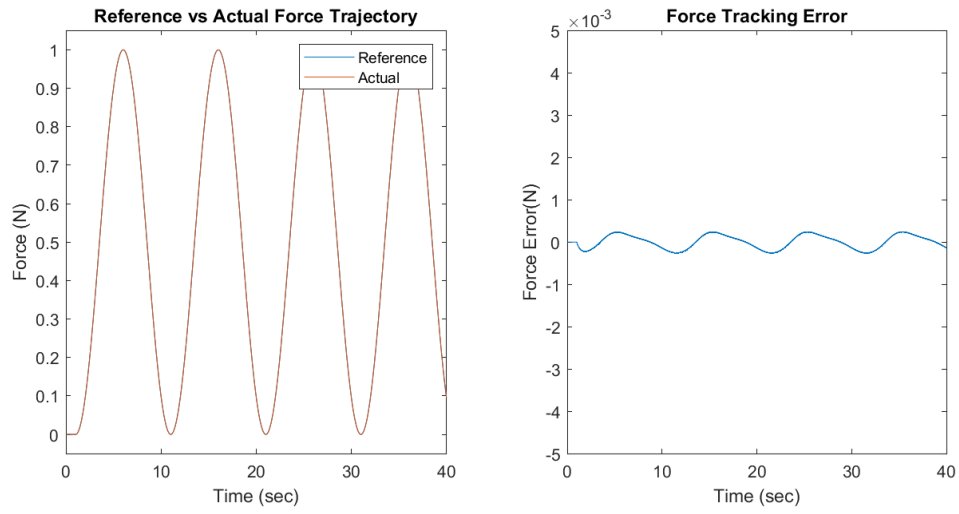 Reference vs Actual Force Trajectory
Reference
Actual
1
0.9
0.8
0.7
0.6
0.5
0.4
0.3
0.2
0.1
0
Force (N)
0 10 20 30 40
Time (sec)
Force Tracking Error
×10⁻³
5
4
3
2
1
0
-1
-2
-3
-4
-5
Force Error(N)
0 10 20 30 40
Time (sec)